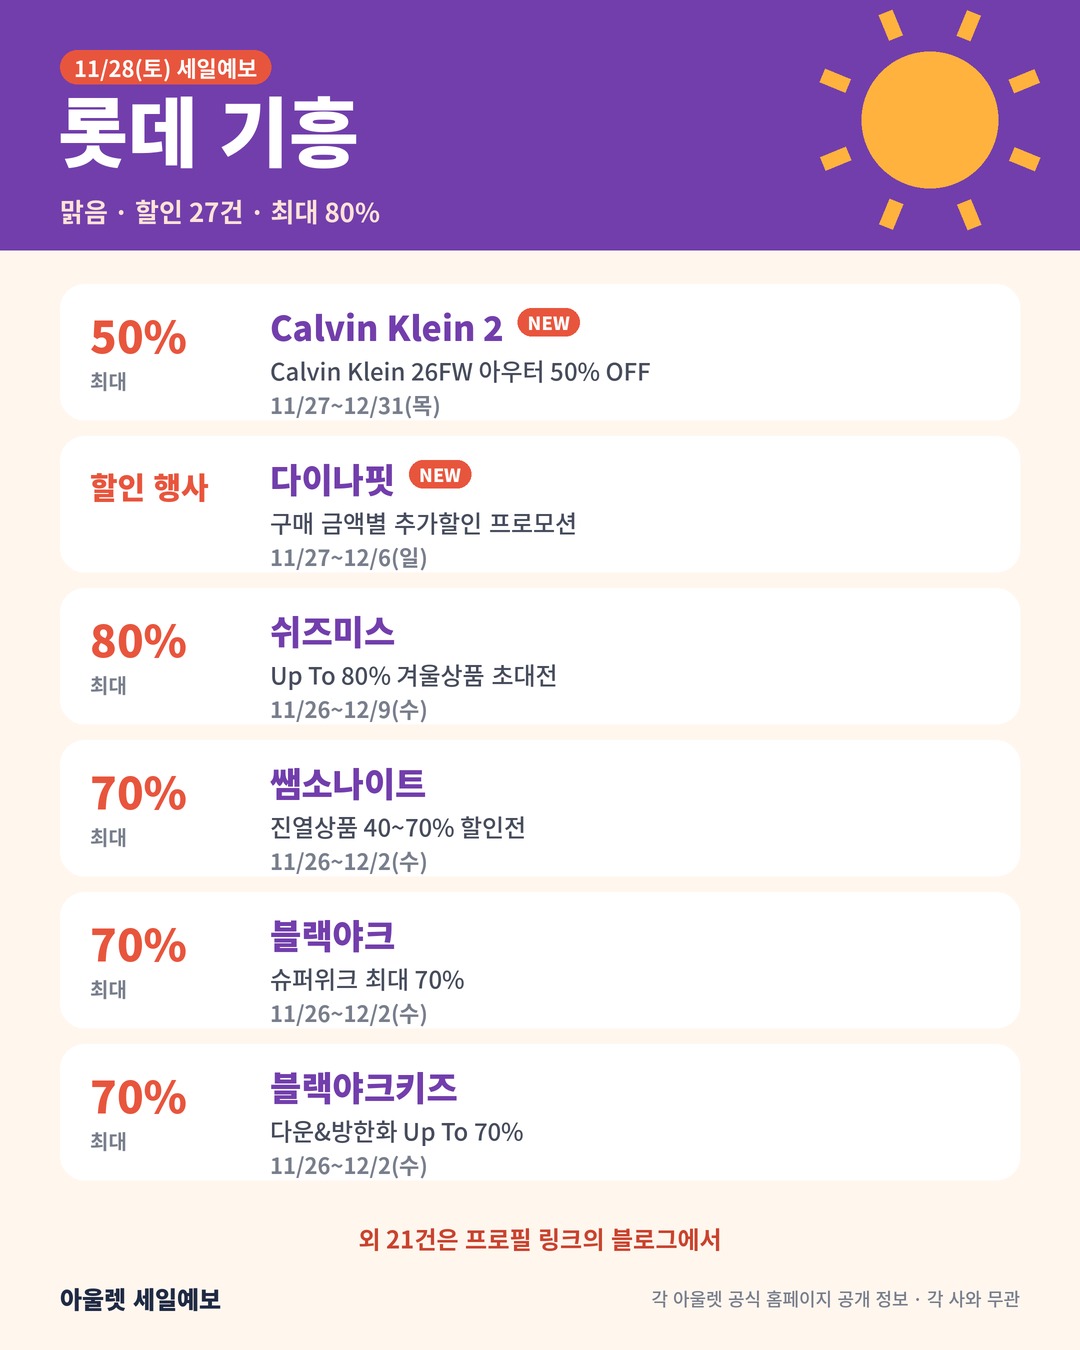 11/28(토) 세일예보
롯데 기흥
맑음 · 할인 27건 · 최대 80%
50%
최대
Calvin Klein 2 NEW
Calvin Klein 26FW 아우터 50% OFF
11/27~12/31(목)
할인 행사
다이나핏 NEW
구매 금액별 추가할인 프로모션
11/27~12/6(일)
80%
최대
쉬즈미스
Up To 80% 겨울상품 초대전
11/26~12/9(수)
70%
최대
쌤소나이트
진열상품 40~70% 할인전
11/26~12/2(수)
70%
최대
블랙야크
슈퍼위크 최대 70%
11/26~12/2(수)
70%
최대
블랙야크키즈
다운&방한화 Up To 70%
11/26~12/2(수)
외 21건은 프로필 링크의 블로그에서
아울렛 세일예보
각 아울렛 공식 홈페이지 공개 정보 · 각 사와 무관